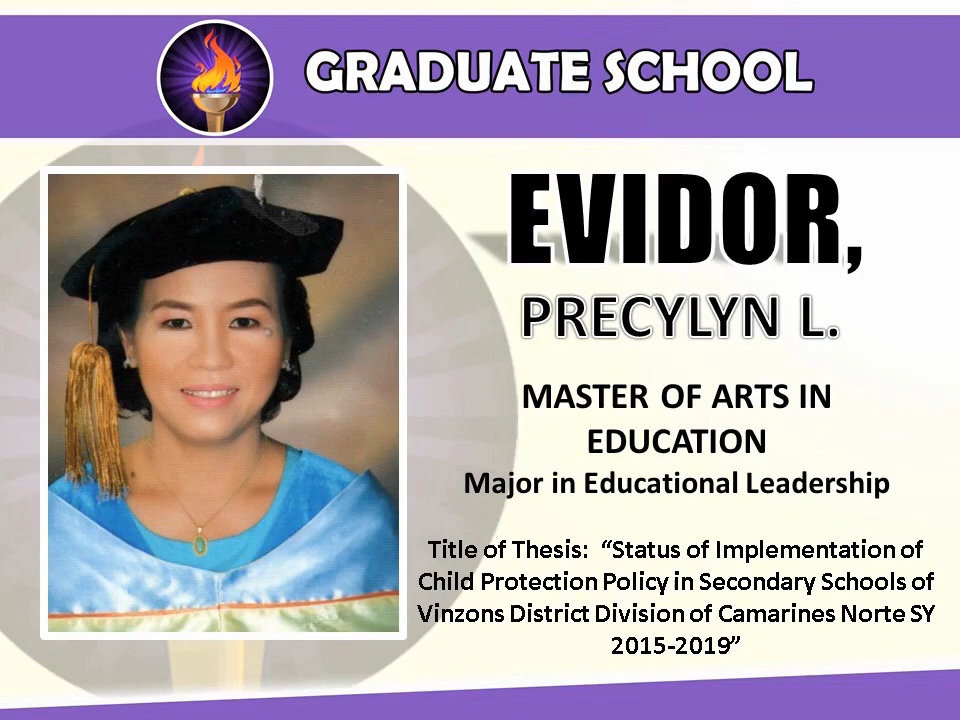 GRADUATE SCHOOL
EVIDOR,
PRECYLYN L.
MASTER OF ARTS IN
EDUCATION
Major in Educational Leadership
Title of Thesis:  “Status of Implementation of
Child Protection Policy in Secondary Schools of
Vinzons District Division of Camarines Norte SY
2015-2019”